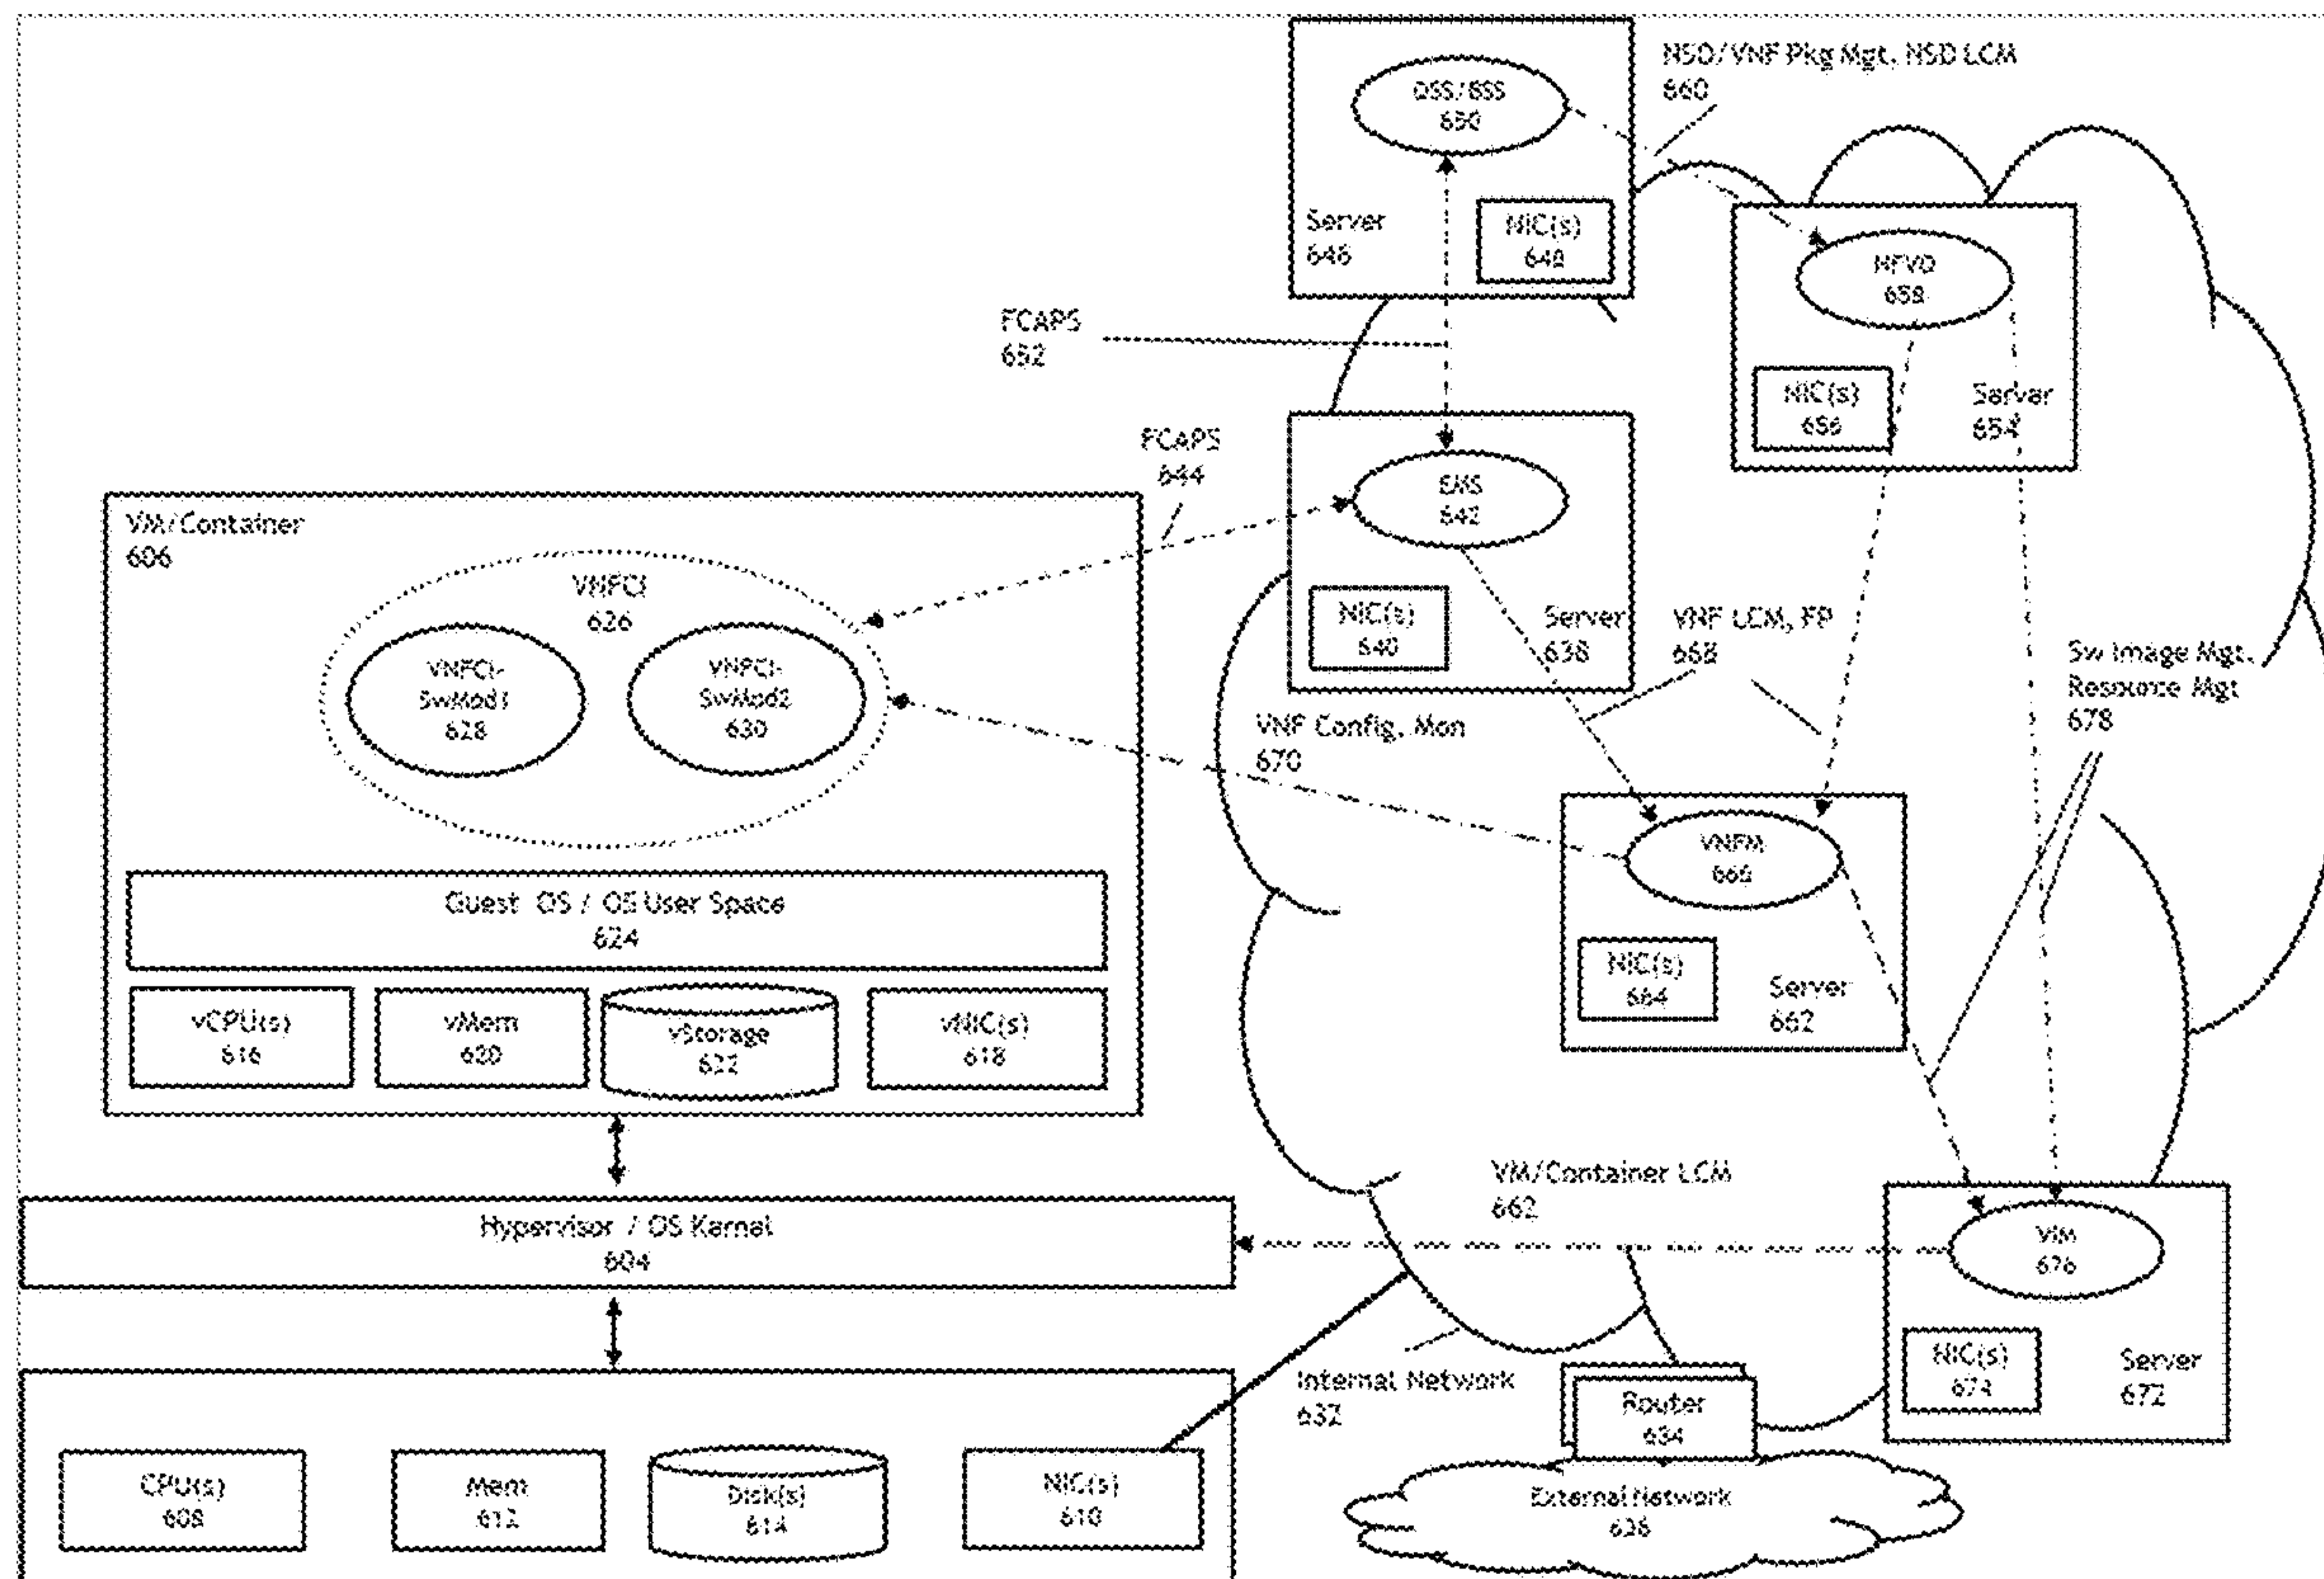 NSD/VNF Pkg Mgt, NSD LCM
660
OSS/BSS
650
Server
646
NIC(s)
648
NFVO
658
NIC(s)
656
Server
654
FCAPS
652
FCAPS
644
EMS
642
NIC(s)
640
Server
638
VNF LCM, FP
668
Sw Image Mgt,
Resource Mgt
678
VM/Container
606
VNFCI
626
VNFCI-
SwMod1
628
VNFCI-
SwMod2
630
VNF Config, Mon
670
VNFM
666
NIC(s)
664
Server
662
Guest OS / OS User Space
624
vCPU(s)
616
vMem
620
vStorage
622
vNIC(s)
618
VM/Container LCM
662
Hypervisor / OS Kernal
604
VIM
676
NIC(s)
674
Server
672
Internal Network
632
Router
634
External Network
636
CPU(s)
608
Mem
612
Disk(s)
614
NIC(s)
610